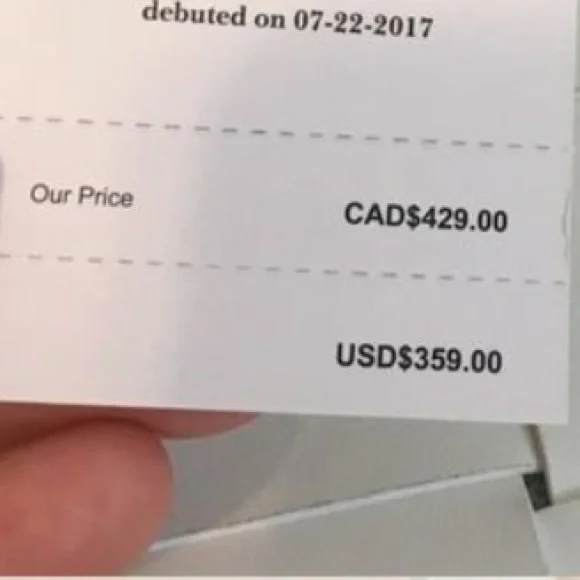 debuted on 07-22-2017
Our Price CAD$429.00
USD$359.00